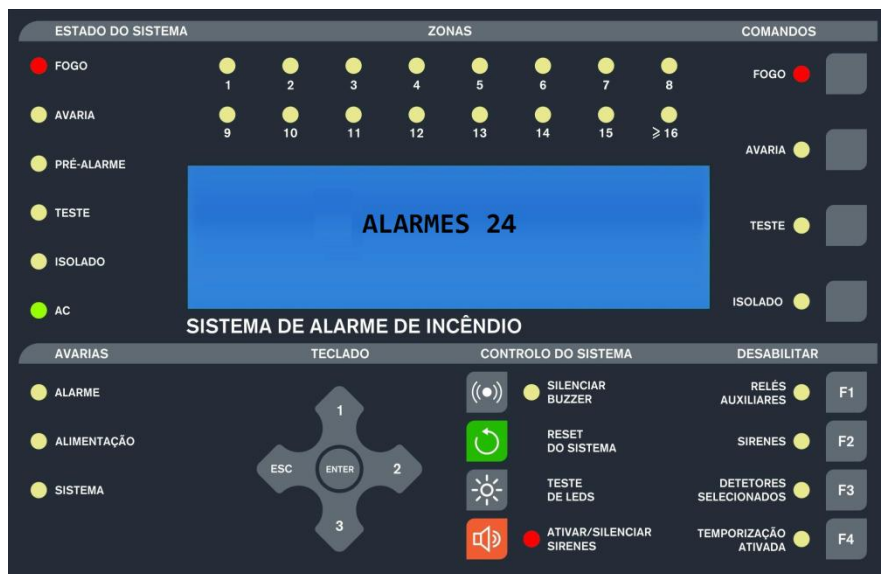 ESTADO DO SISTEMA
ZONAS
COMANDOS
FOGO
AVARIA
PRÉ-ALARME
TESTE
ISOLADO
AC
1 2 3 4 5 6 7 8
9 10 11 12 13 14 15 ⩾ 16
ALARMES 24
FOGO
AVARIA
TESTE
ISOLADO
SISTEMA DE ALARME DE INCÊNDIO
AVARIAS
TECLADO
CONTROLO DO SISTEMA
DESABILITAR
ALARME
ALIMENTAÇÃO
SISTEMA
1
ESC ENTER 2
3
SILENCIAR
BUZZER
RESET
DO SISTEMA
TESTE
DE LEDS
ATIVAR/SILENCIAR
SIRENES
RELÉS
AUXILIARES
F1
SIRENES
F2
DETETORES
SELECIONADOS
F3
TEMPORIZAÇÃO
ATIVADA
F4